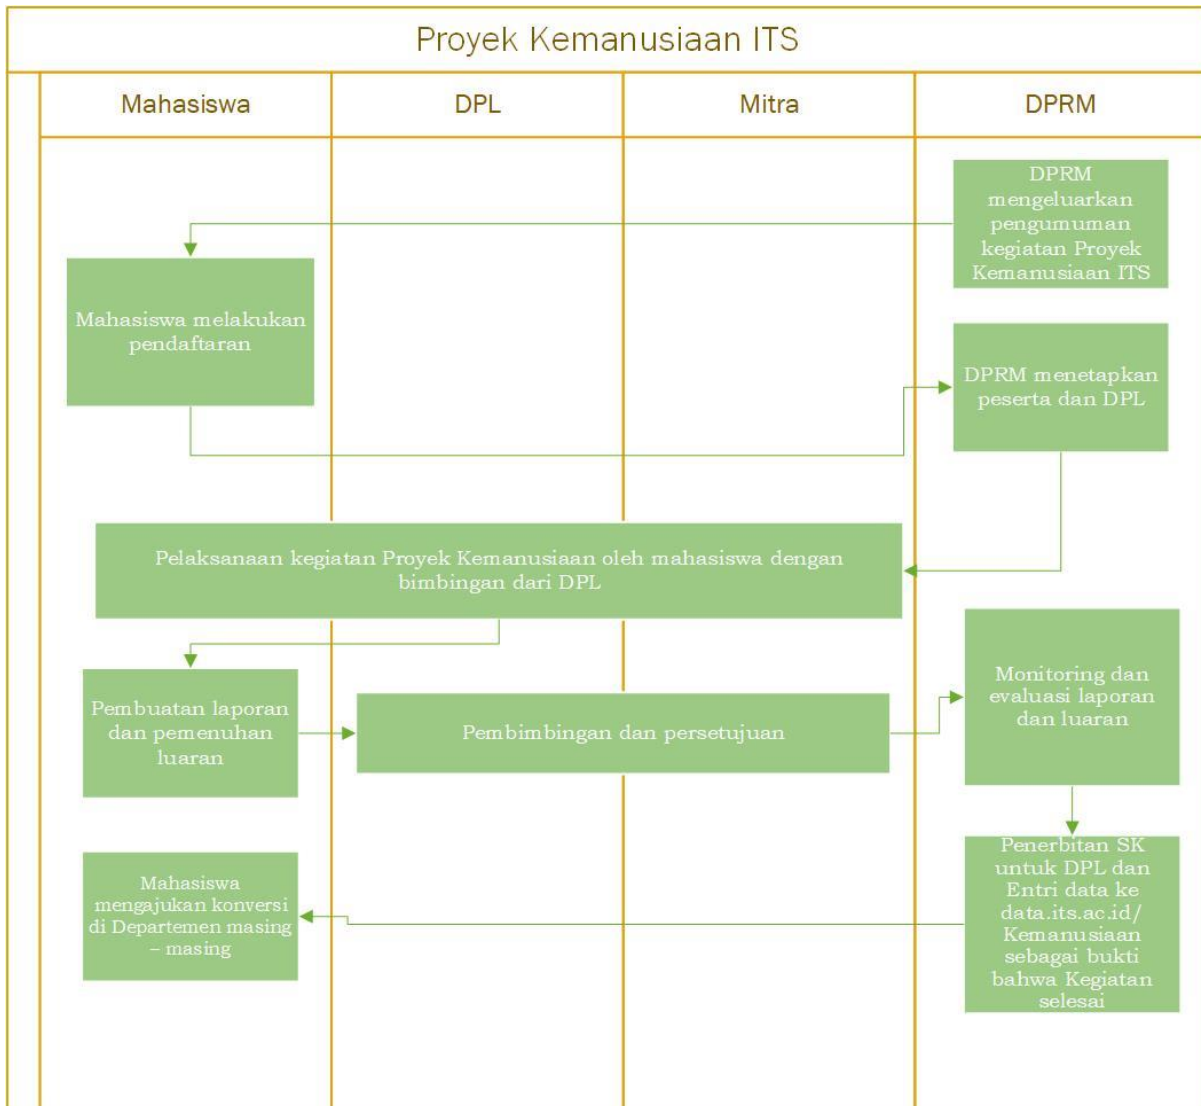 Proyek Kemanusiaan ITS
Mahasiswa
DPL
Mitra
DPRM
DPRM
mengeluarkan
pengumuman
kegiatan Proyek
Kemanusiaan ITS
Mahasiswa melakukan
pendaftaran
DPRM menetapkan
peserta dan DPL
Pelaksanaan kegiatan Proyek Kemanusiaan oleh mahasiswa dengan
bimbingan dari DPL
Pembuatan laporan
dan pemenuhan
luaran
Pembimbingan dan persetujuan
Monitoring dan
evaluasi laporan
dan luaran
Penerbitan SK
untuk DPL dan
Entri data ke
data.its.ac.id/
Kemanusiaan
sebagai bukti
bahwa Kegiatan
selesai
Mahasiswa
mengajukan konversi
di Departemen masing
– masing